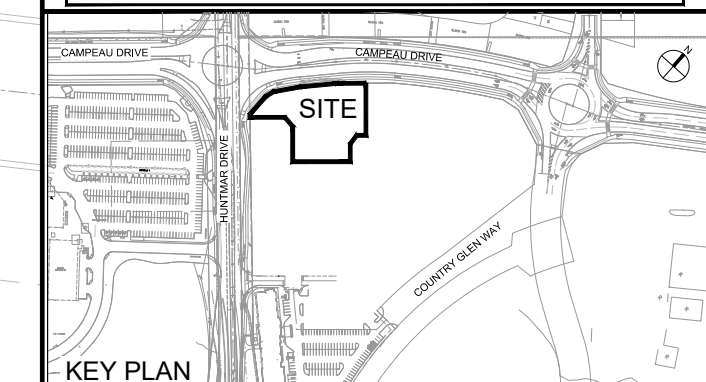 CAMPEAU DRIVE
CAMPEAU DRIVE
N
SITE
HUNTMAR DRIVE
COUNTRY GLEN WAY
KEY PLAN